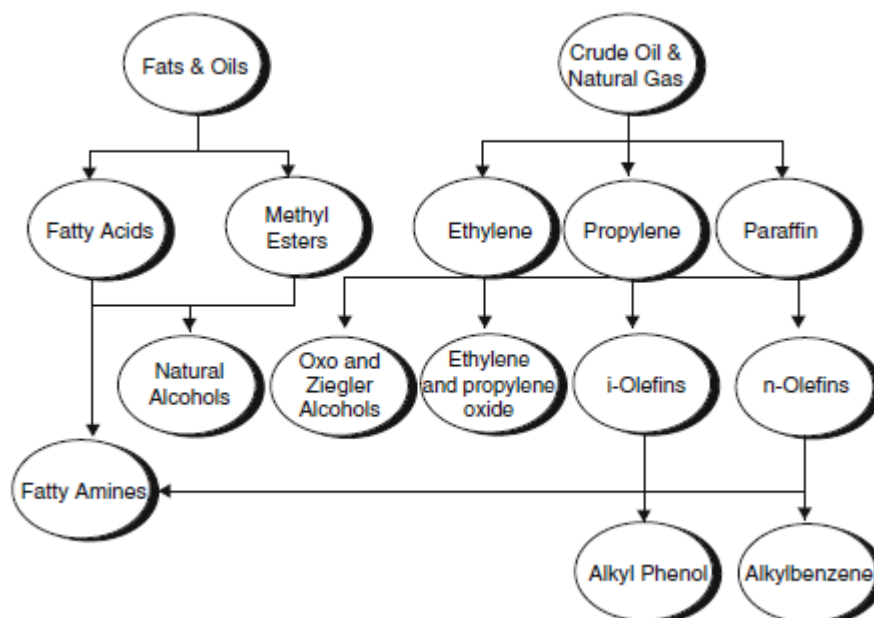 Fats & Oils
Crude Oil &
Natural Gas
Fatty Acids
Methyl
Esters
Ethylene
Propylene
Paraffin
Natural
Alcohols
Oxo and
Ziegler
Alcohols
Ethylene
and propylene
oxide
i-Olefins
n-Olefins
Fatty Amines
Alkyl Phenol
Alkylbenzene